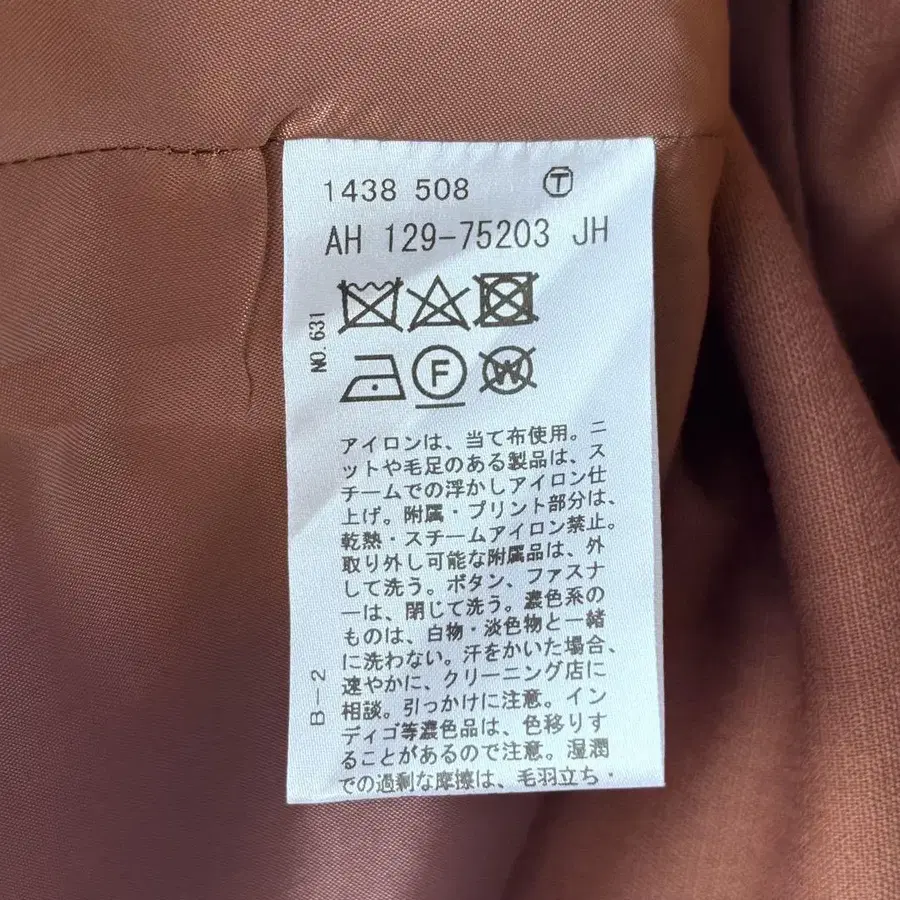 1438 508 Ⓣ
AH 129-75203 JH
NO.631
F
W
アイロンは、当て布使用。ニ
ットや毛足のある製品は、ス
チームでの浮かしアイロン仕
上げ。附属・プリント部分は、
乾熱・スチームアイロン禁止。
取り外し可能な附属品は、外
して洗う。ボタン、ファスナ
ーは、閉じて洗う。濃色系の
ものは、白物・淡色物と一緒
に洗わない。汗をかいた場合、
速やかに、クリーニング店に
相談。引っかけに注意。イン
ディゴ等濃色品は、色移りす
ることがあるので注意。湿潤
での過剰な摩擦は、毛羽立ち・
B-2